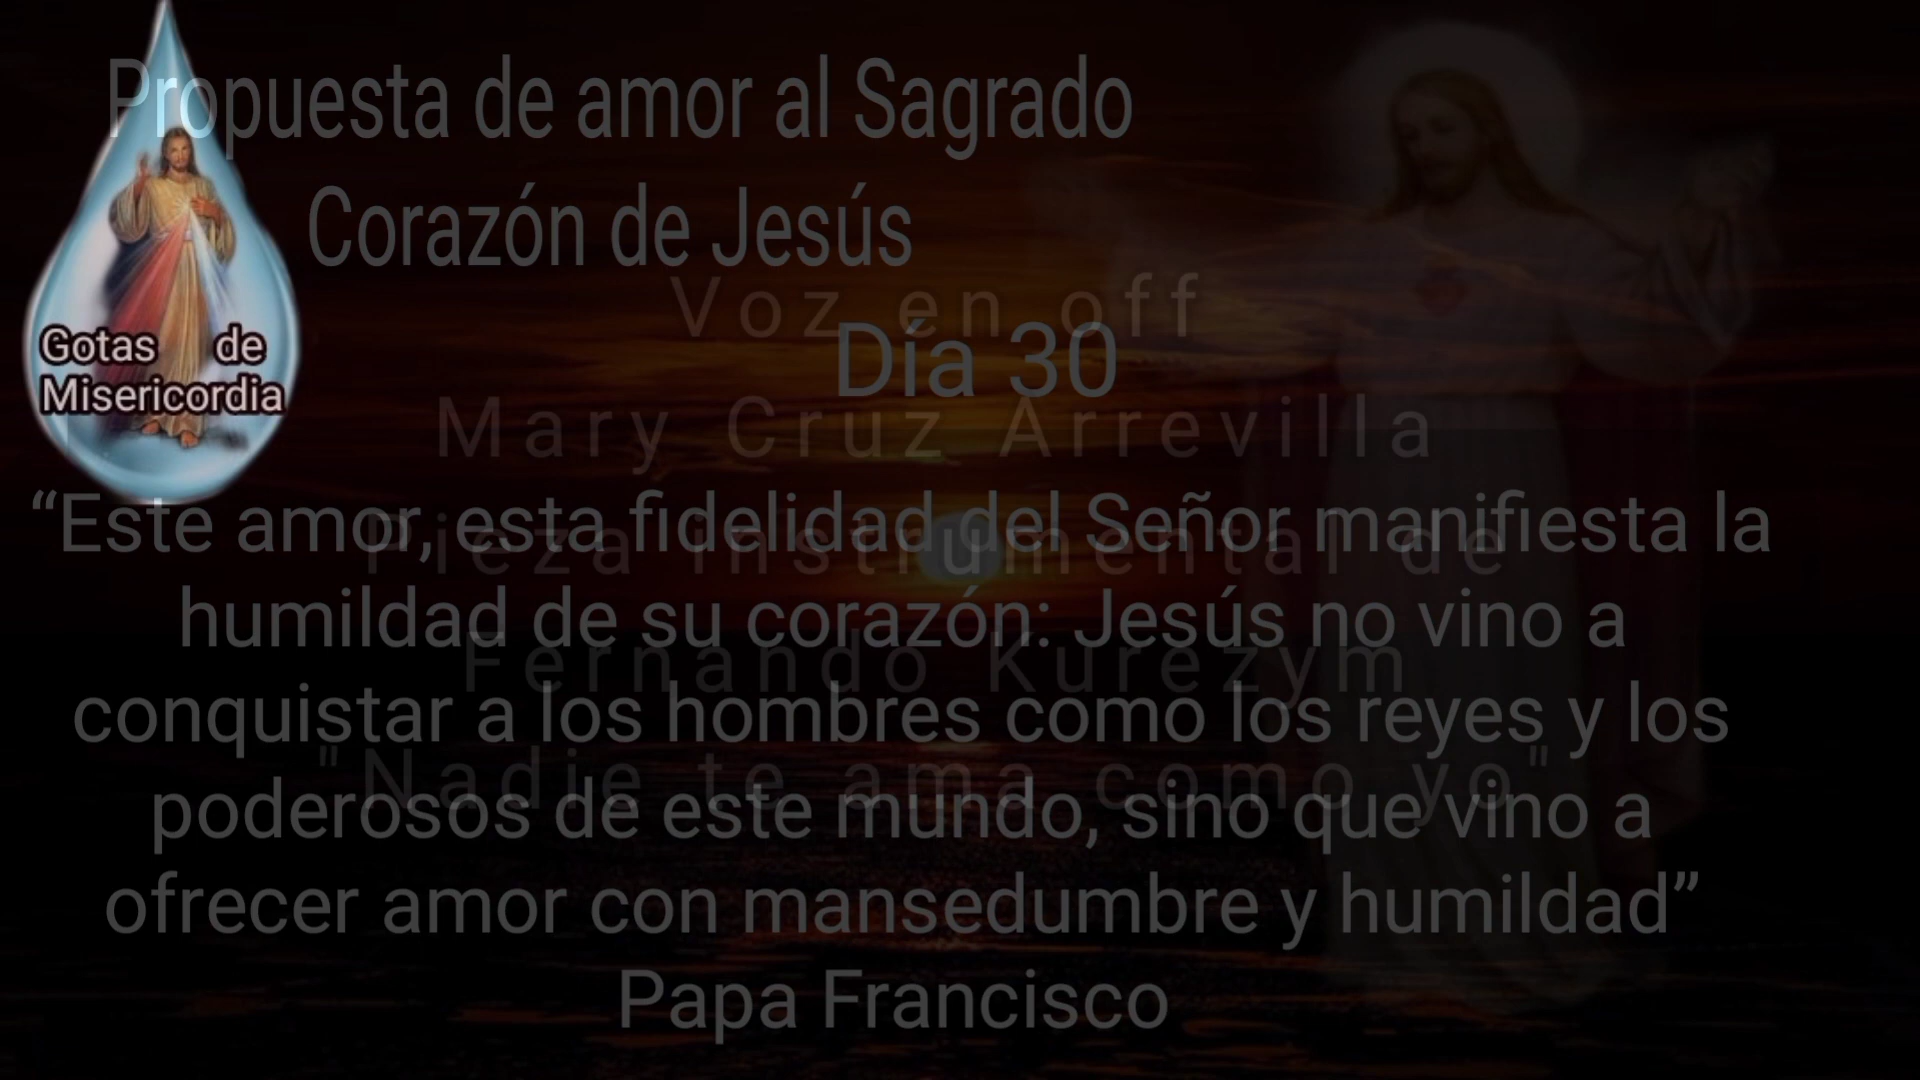 Propuesta de amor al Sagrado
Corazón de Jesús
Gotas de
Misericordia
Día 30
“Este amor, esta fidelidad del Señor manifiesta la
humildad de su corazón: Jesús no vino a
conquistar a los hombres como los reyes y los
poderosos de este mundo, sino que vino a
ofrecer amor con mansedumbre y humildad”
Papa Francisco
Voz en off
Mary Cruz Arrevilla
Pieza instrumental de
Fernando Kurezym
"Nadie te ama como yo"